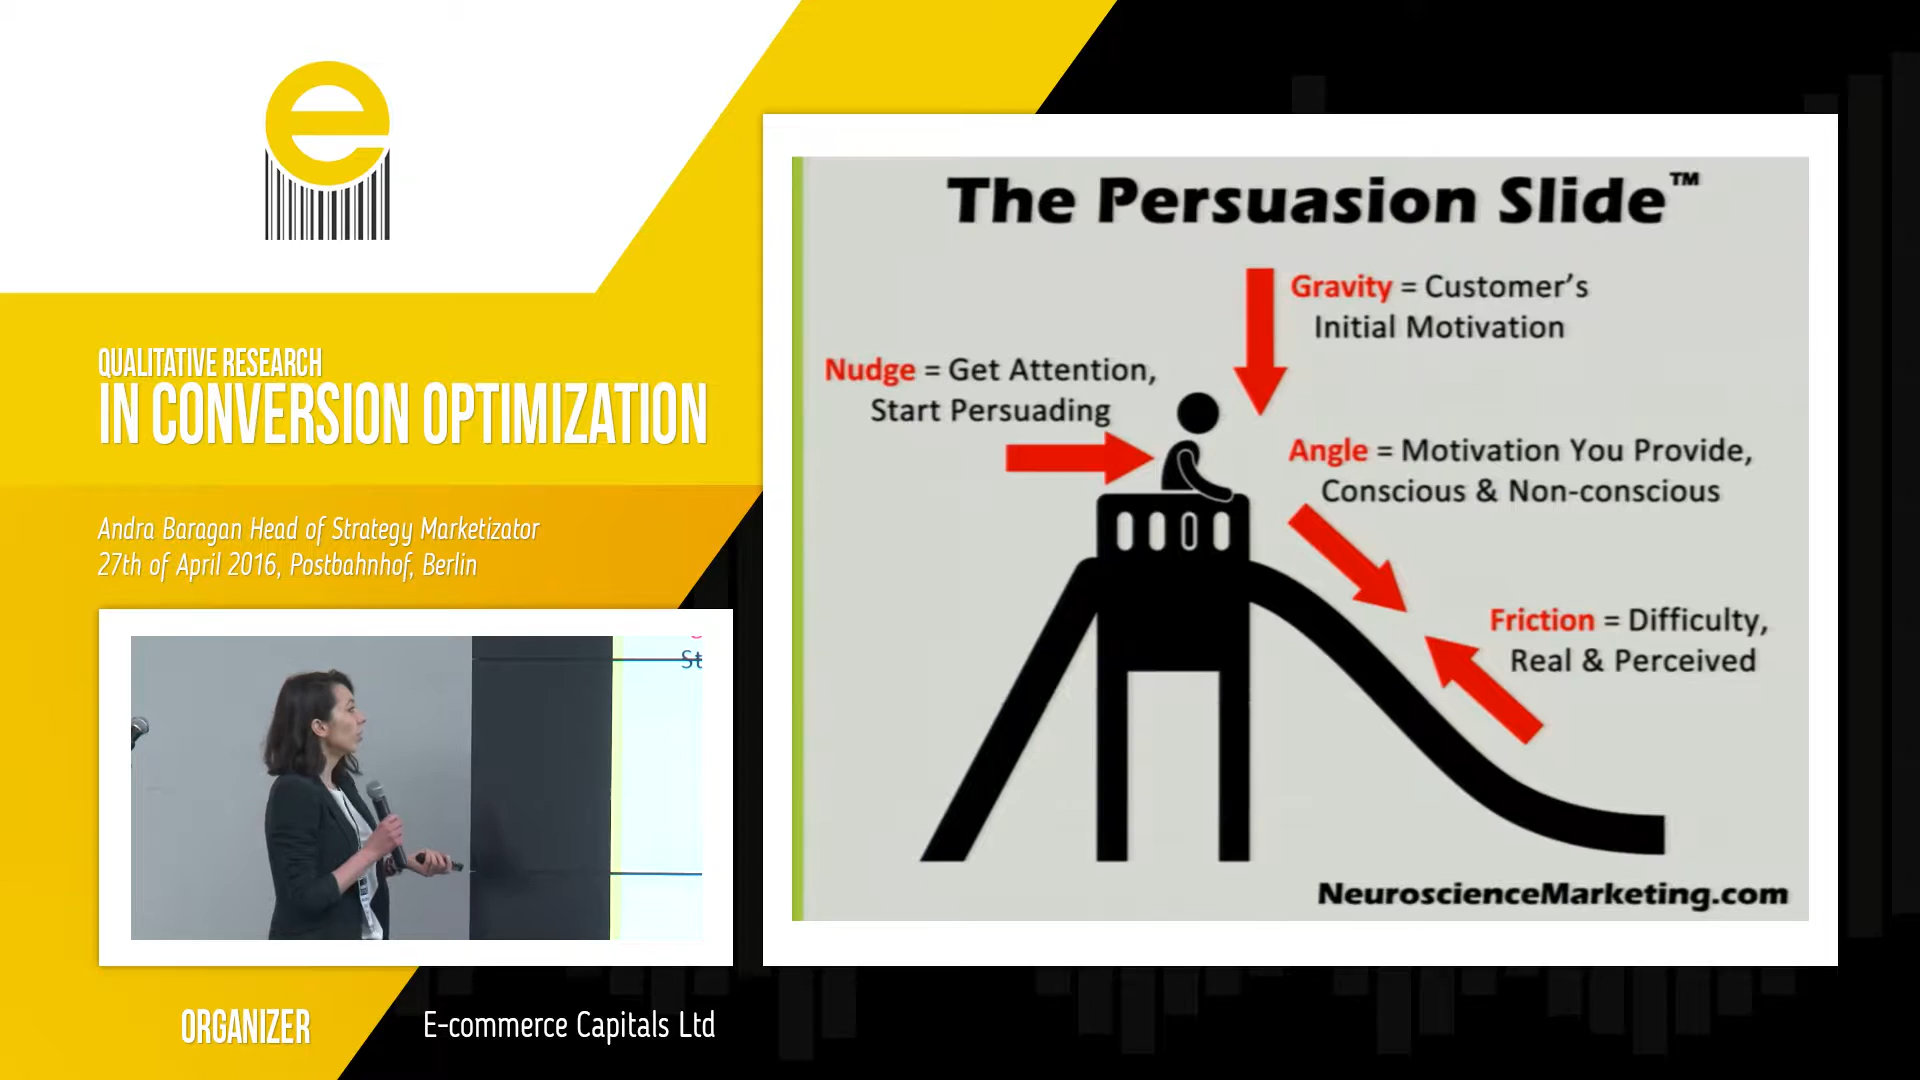 QUALITATIVE RESEARCH
IN CONVERSION OPTIMIZATION
Andra Baragan Head of Strategy Marketizator
27th of April 2016, Postbahnhof, Berlin
St
ORGANIZER
E-commerce Capitals Ltd
The Persuasion Slide™
Gravity = Customer's
Initial Motivation
Nudge = Get Attention,
Start Persuading
Angle = Motivation You Provide,
Conscious & Non-conscious
Friction = Difficulty,
Real & Perceived
NeuroscienceMarketing.com